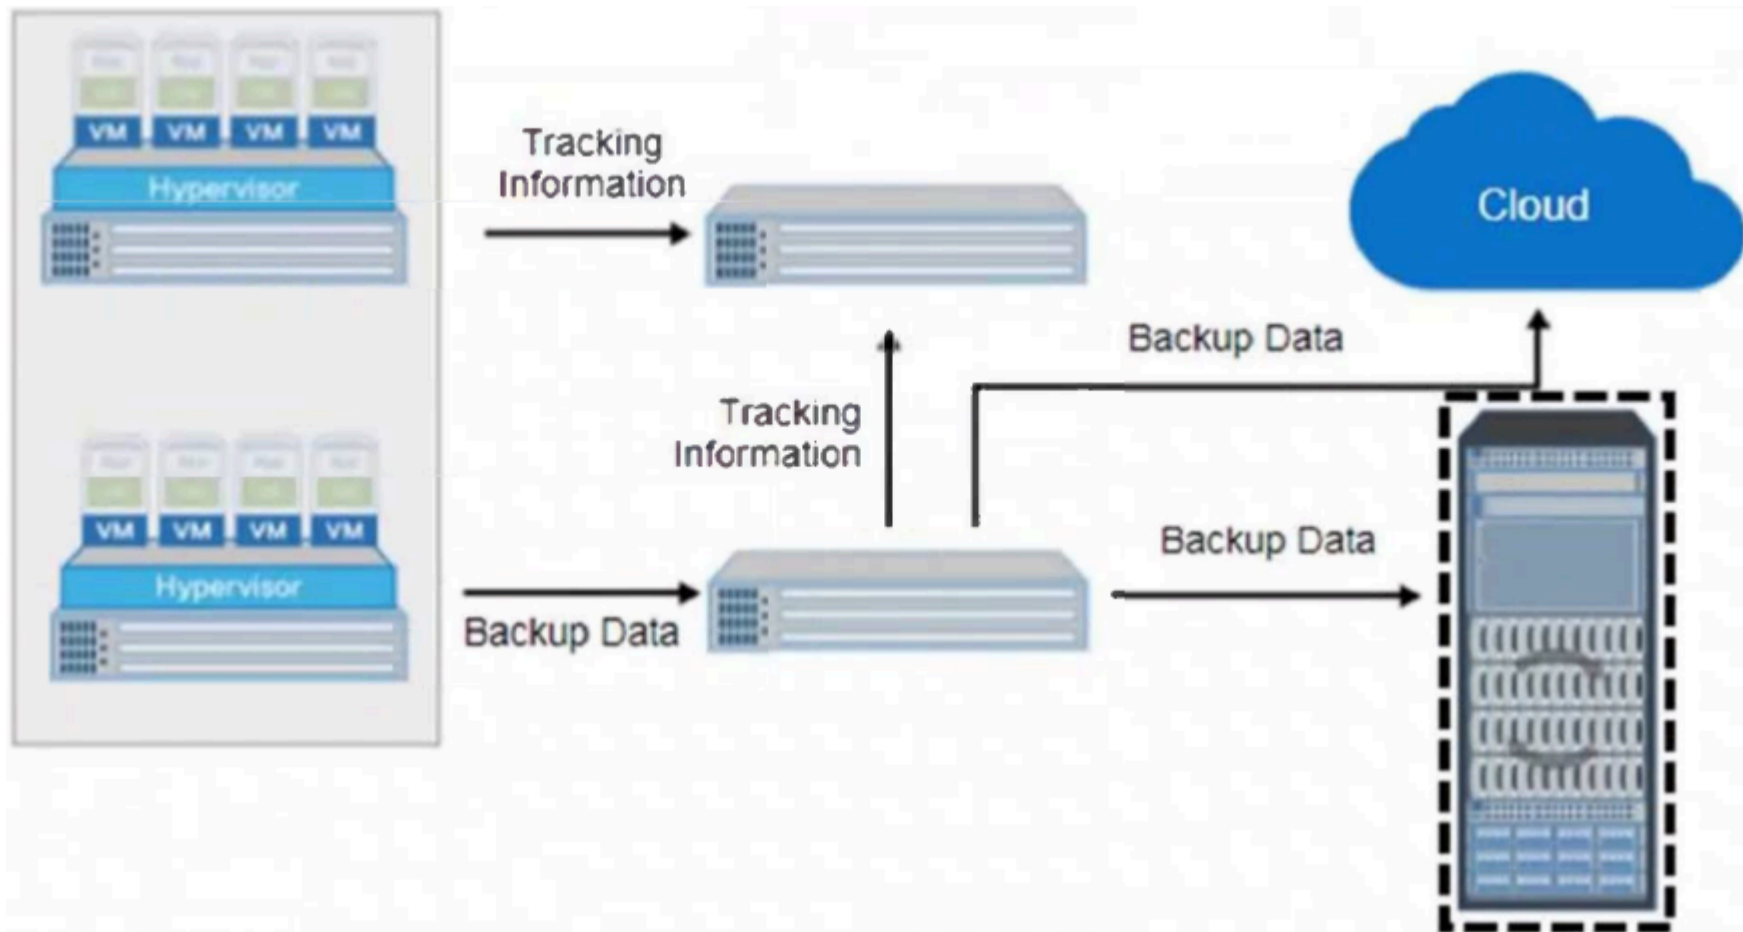 VM VM VM VM
Hypervisor
Tracking
Information
Cloud
Backup Data
Tracking
Information
VM VM VM VM
Hypervisor
Backup Data
Backup Data